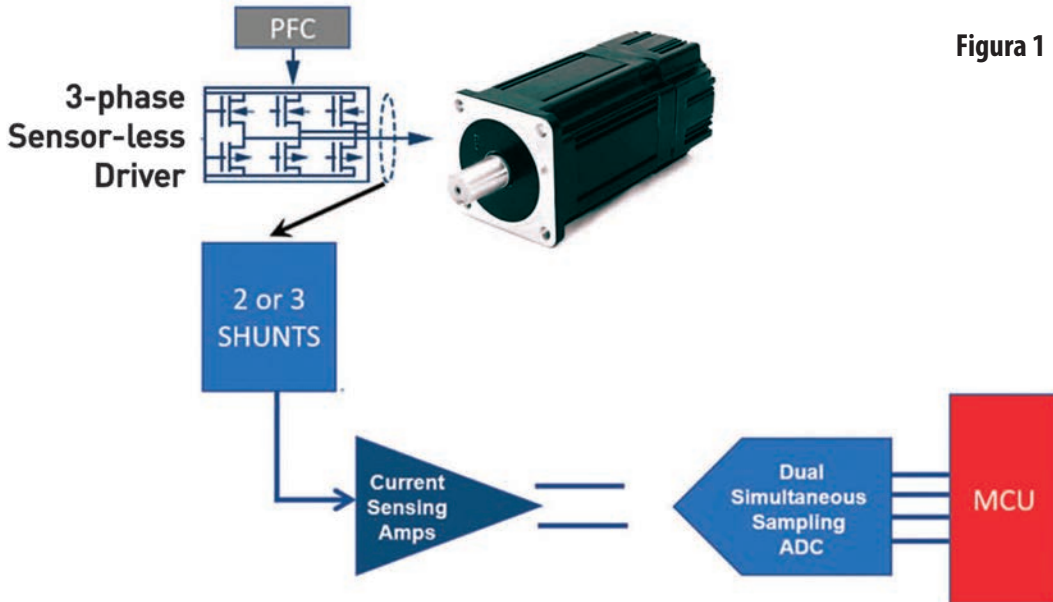 PFC
Figura 1
3-phase
Sensor-less
Driver
2 or 3
SHUNTS
Current
Sensing
Amps
Dual
Simultaneous
Sampling
ADC
MCU